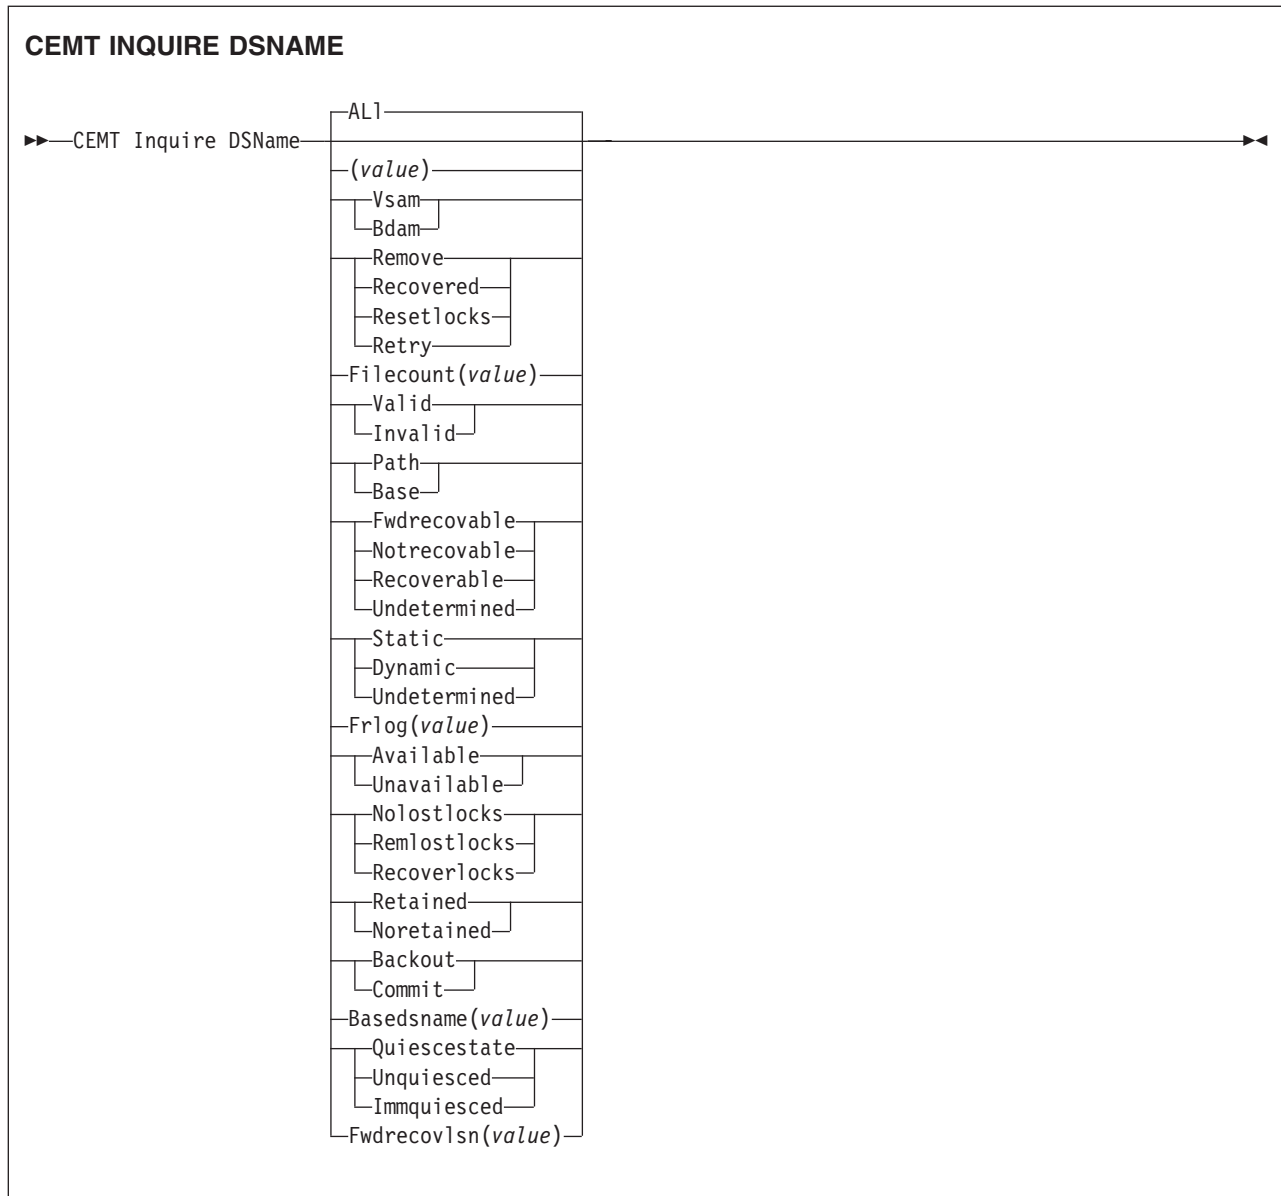 CEMT INQUIRE DSNAME
ALl
CEMT Inquire DSName
(value)
Vsam
Bdam
Remove
Recovered
Resetlocks
Retry
Filecount(value)
Valid
Invalid
Path
Base
Fwdrecovable
Notrecovable
Recoverable
Undetermined
Static
Dynamic
Undetermined
Frlog(value)
Available
Unavailable
Nolostlocks
Remlostlocks
Recoverlocks
Retained
Noretained
Backout
Commit
Basedsname(value)
Quiescestate
Unquiesced
Immquiesced
Fwdrecovlsn(value)